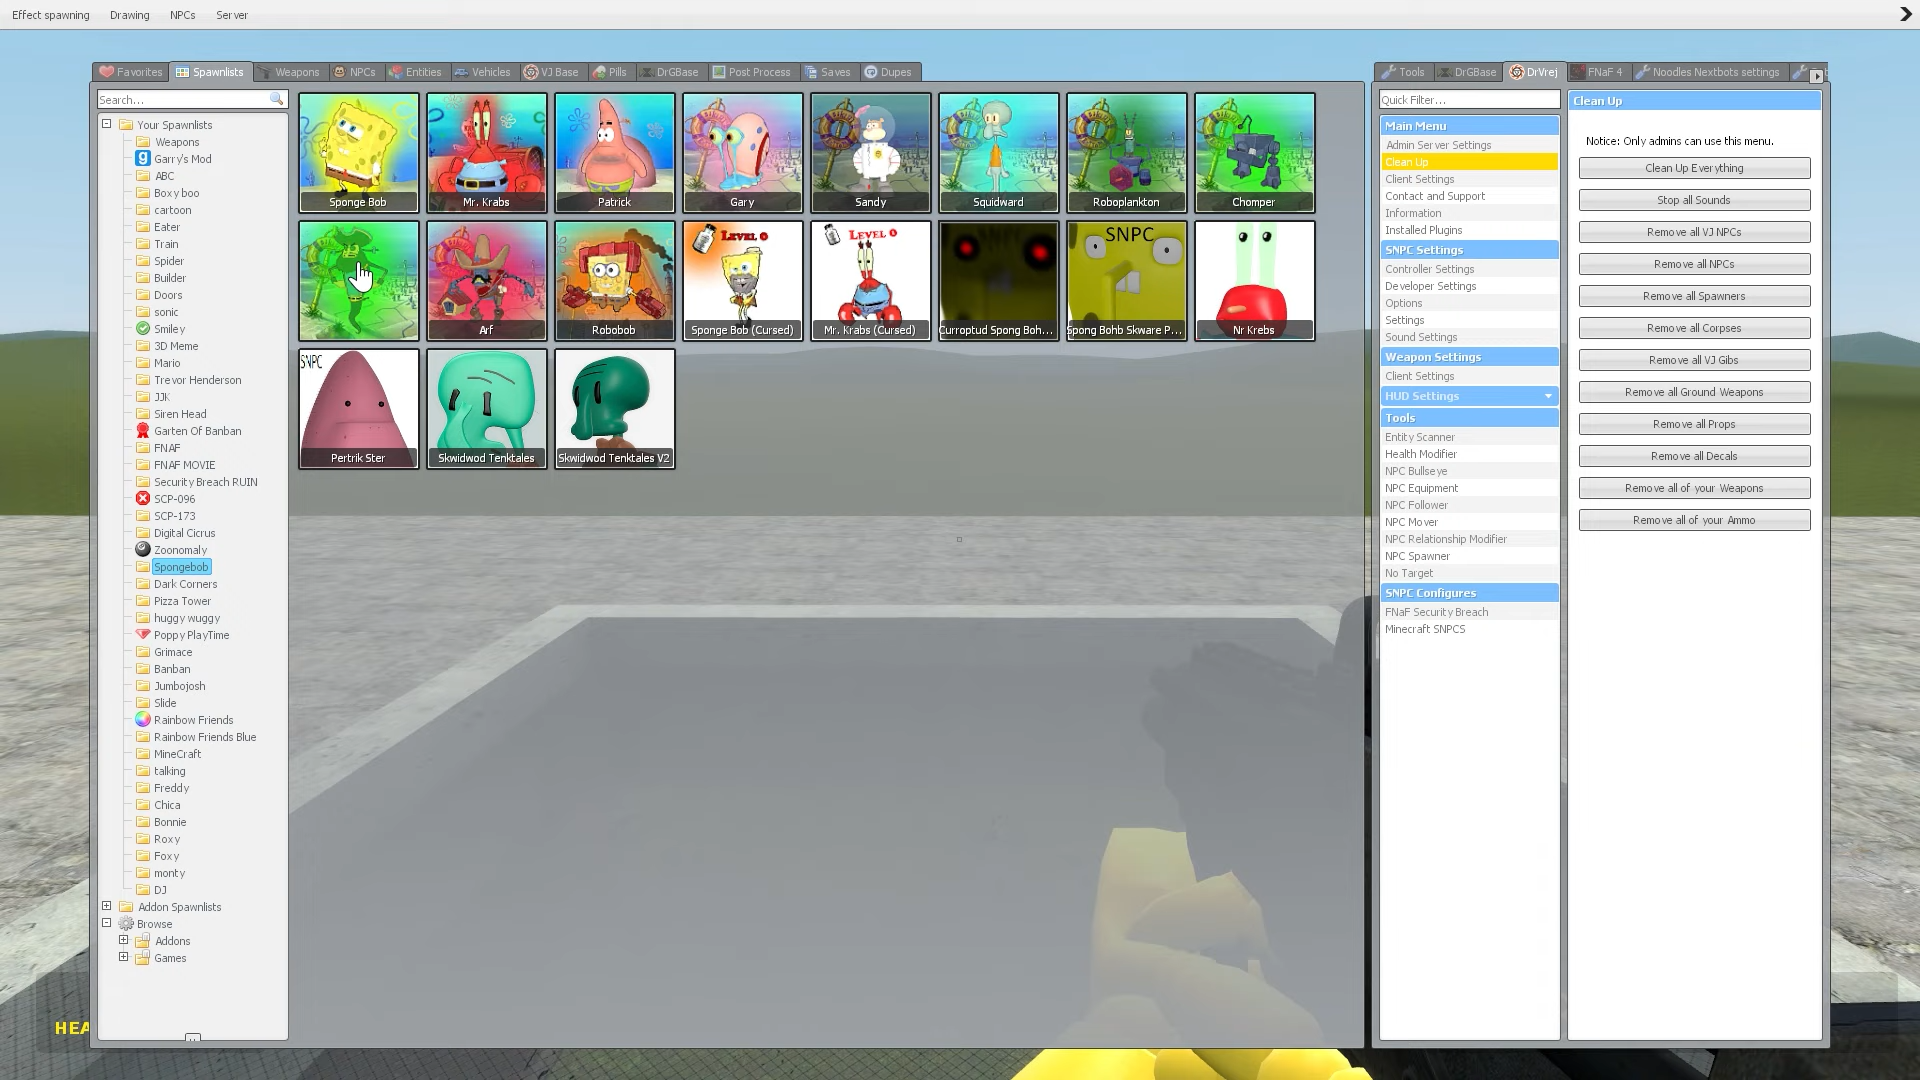 Effect spawning Drawing NPCs Server
Favorites Spawnlists Weapons NPCs Entities Vehicles VJ Base Pills DrGBase Post Process Saves Dupes
Search...
Your Spawnlists
Weapons
Garry's Mod
ABC
Boxy boo
cartoon
Eater
Train
Spider
Builder
Doors
sonic
Smiley
3D Meme
Mario
Trevor Henderson
JJK
Siren Head
Garten Of Banban
FNAF
FNAF MOVIE
Security Breach RUIN
SCP-096
SCP-173
Digital Cicrus
Zoonomaly
Spongebob
Dark Corners
Pizza Tower
huggy wuggy
Poppy PlayTime
Grimace
Banban
Jumbojosh
Slide
Rainbow Friends
Rainbow Friends Blue
MineCraft
talking
Freddy
Chica
Bonnie
Roxy
Foxy
monty
DJ
Addon Spawnlists
Browse
Addons
Games
HEA
Sponge Bob
Mr. Krabs
Patrick
Gary
Sandy
Squidward
Roboplankton
Chomper
Arf
Robobob
LEVEL 0
Sponge Bob (Cursed)
LEVEL 0
Mr. Krabs (Cursed)
Curroptud Spong Boh...
SNPC
Spong Bohb Skware P...
Nr Krebs
SNPC
Pertrik Ster
Skwidwod Tenktales
Skwidwod Tenktales V2
Tools DrGBase DrVrej FNaF 4 Noodles Nextbots settings
Quick Filter...
Main Menu
Admin Server Settings
Clean Up
Client Settings
Contact and Support
Information
Installed Plugins
SNPC Settings
Controller Settings
Developer Settings
Options
Settings
Sound Settings
Weapon Settings
Client Settings
HUD Settings
Tools
Entity Scanner
Health Modifier
NPC Bullseye
NPC Equipment
NPC Follower
NPC Mover
NPC Relationship Modifier
NPC Spawner
No Target
SNPC Configures
FNaF Security Breach
Minecraft SNPCS
Clean Up
Notice: Only admins can use this menu.
Clean Up Everything
Stop all Sounds
Remove all VJ NPCs
Remove all NPCs
Remove all Spawners
Remove all Corpses
Remove all VJ Gibs
Remove all Ground Weapons
Remove all Props
Remove all Decals
Remove all of your Weapons
Remove all of your Ammo